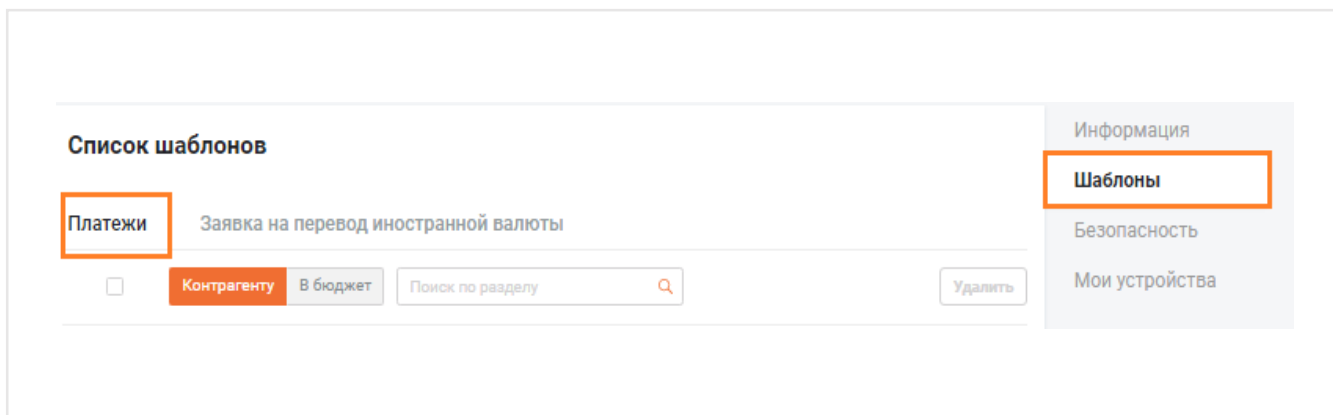 Список шаблонов
Платежи Заявка на перевод иностранной валюты
Контрагенту В бюджет Поиск по разделу Удалить
Информация
Шаблоны
Безопасность
Мои устройства